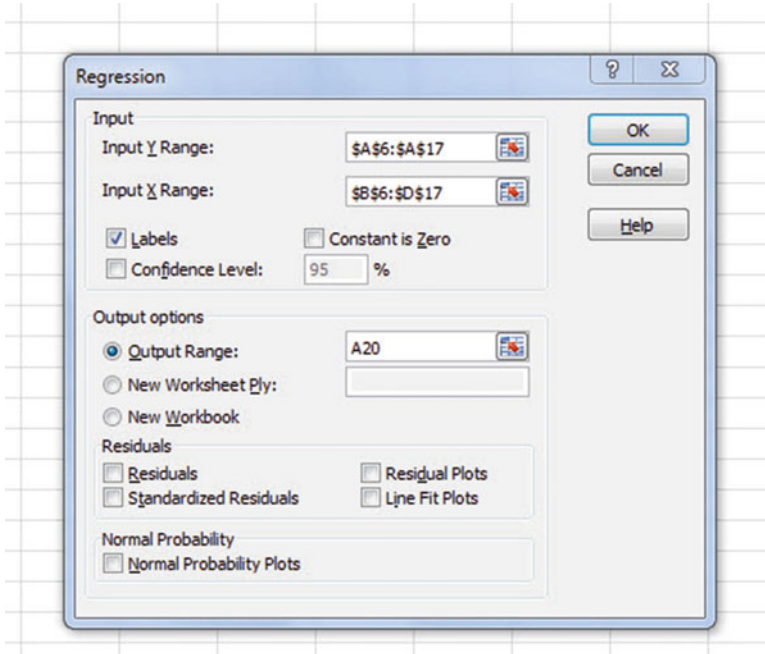 Regression
Input
Input Y Range:
$A$6:$A$17
OK
Input X Range:
$B$6:$D$17
Cancel
Help
Labels
Constant is Zero
Confidence Level:
95 %
Output options
Output Range:
A20
New Worksheet Ply:
New Workbook
Residuals
Residuals
Residual Plots
Standardized Residuals
Line Fit Plots
Normal Probability
Normal Probability Plots